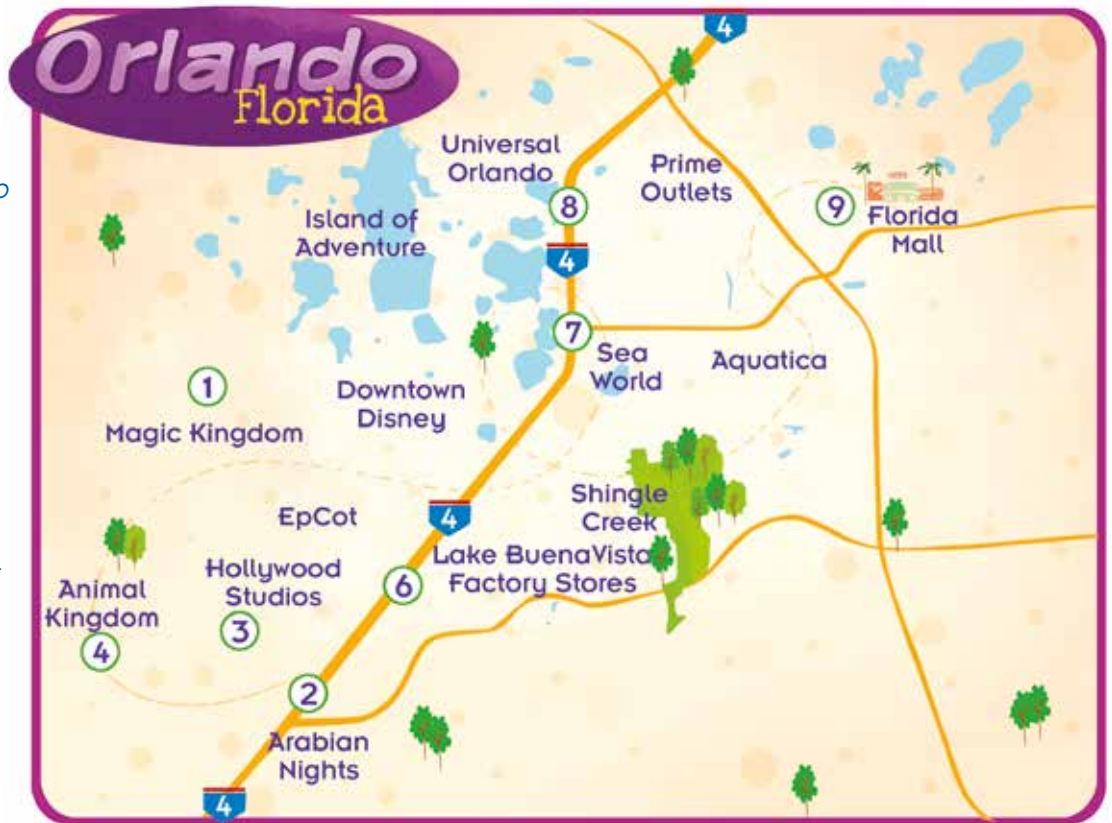 Orlando
Florida
4
Universal
Orlando
Prime
Outlets
8
9
Florida
Mall
Island of
Adventure
4
7
Sea
World
Aquatica
1
Magic Kingdom
Downtown
Disney
EpCot
4
Shingle
Creek
Lake BuenaVista
Factory Stores
6
Hollywood
Studios
3
Animal
Kingdom
4
2
Arabian
Nights
4